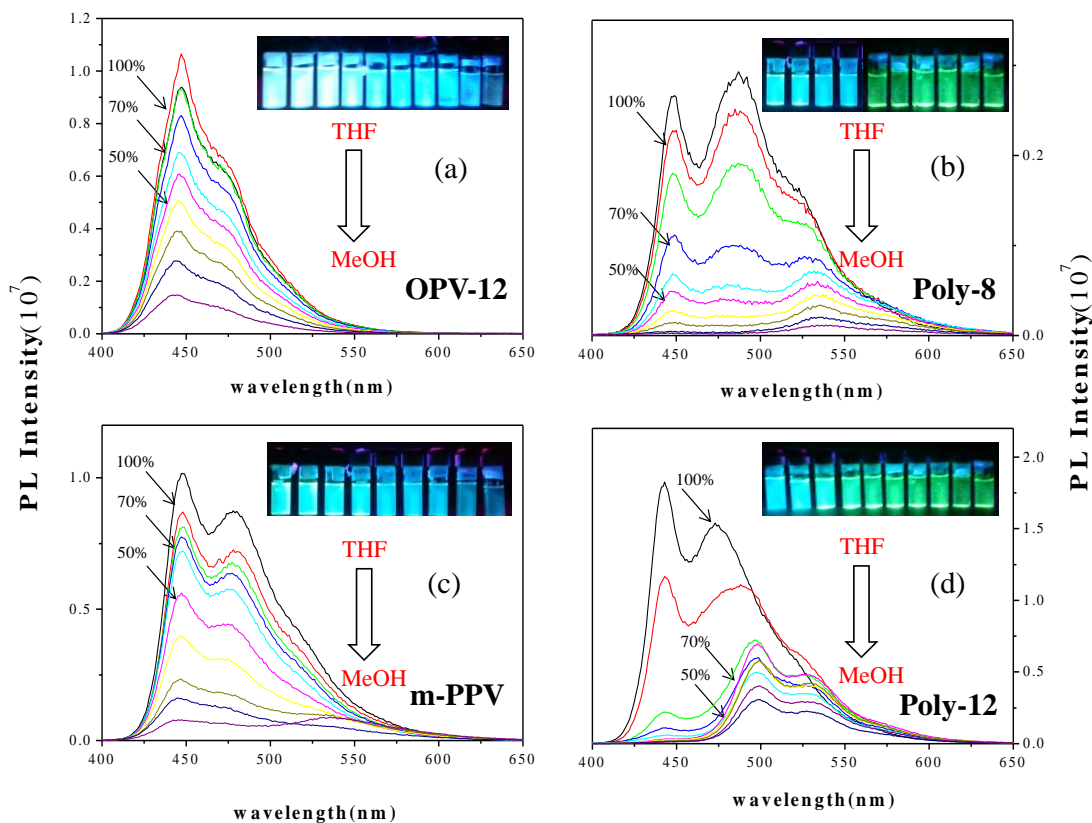 1.2
1.0
0.8
0.6
0.4
0.2
0.0
100%
70%
50%
THF
MeOH
(a)
OPV-12
400 450 500 550 600 650
wavelength(nm)
0.2
0.0
100%
70%
50%
THF
MeOH
(b)
Poly-8
400 450 500 550 600 650
wavelength(nm)
PL Intensity(10⁷)
PL Intensity(10⁷)
1.0
0.5
0.0
100%
70%
50%
THF
MeOH
(c)
m-PPV
400 450 500 550 600 650
wavelength(nm)
2.0
1.5
1.0
0.5
0.0
100%
70%
50%
THF
MeOH
(d)
Poly-12
400 450 500 550 600 650
wavelength(nm)